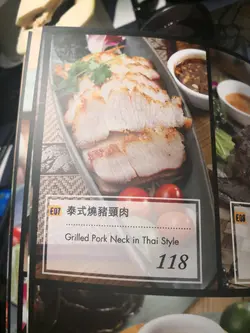 E07 泰式燒豬頸肉
Grilled Pork Neck in Thai Style
118